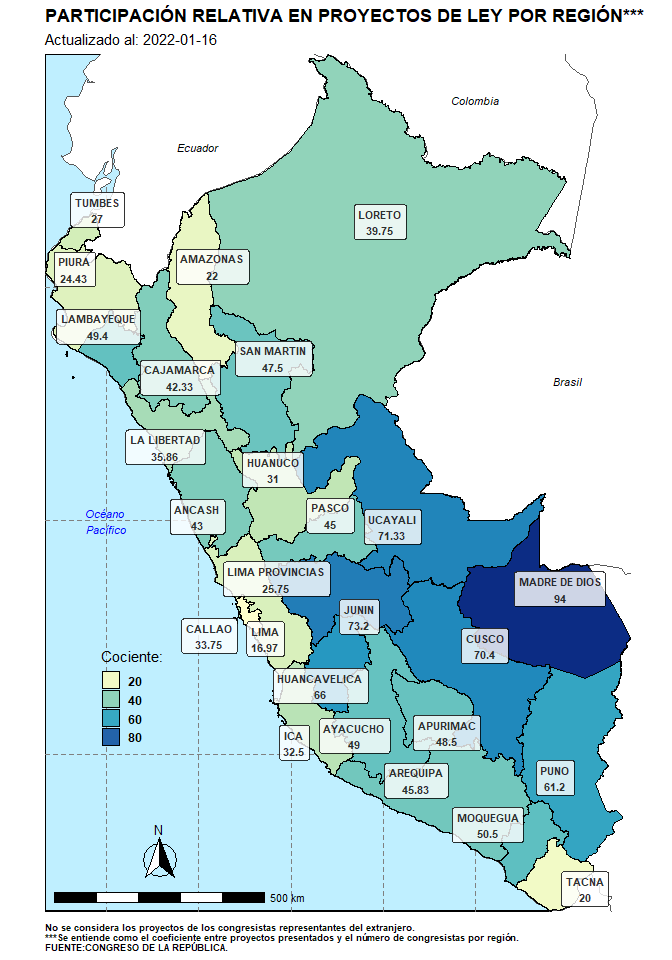 PARTICIPACIÓN RELATIVA EN PROYECTOS DE LEY POR REGIÓN***
Actualizado al: 2022-01-16
Colombia
Ecuador
TUMBES
27
LORETO
39.75
PIURA
24.43
AMAZONAS
22
LAMBAYEQUE
49.4
SAN MARTIN
47.5
CAJAMARCA
42.33
Brasil
LA LIBERTAD
35.86
HUANUCO
31
ANCASH
43
PASCO
45
UCAYALI
71.33
Océano
Pacífico
LIMA PROVINCIAS
25.75
MADRE DE DIOS
94
JUNIN
73.2
CALLAO
33.75
LIMA
16.97
CUSCO
70.4
Cociente:
20
40
60
80
HUANCAVELICA
66
ICA
32.5
AYACUCHO
49
APURIMAC
48.5
AREQUIPA
45.83
PUNO
61.2
MOQUEGUA
50.5
TACNA
20
N
500 km
No se considera los proyectos de los congresistas representantes del extranjero.
***Se entiende como el coeficiente entre proyectos presentados y el número de congresistas por región.
FUENTE:CONGRESO DE LA REPÚBLICA.